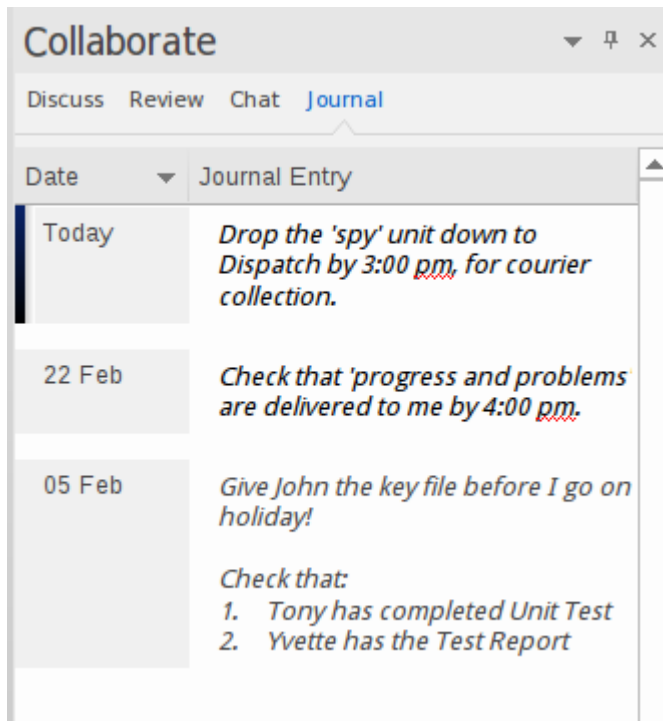 Collaborate
Discuss Review Chat Journal
Date Journal Entry
Today
Drop the 'spy' unit down to
Dispatch by 3:00 pm, for courier
collection.
22 Feb
Check that 'progress and problems'
are delivered to me by 4:00 pm.
05 Feb
Give John the key file before I go on
holiday!
Check that:
1. Tony has completed Unit Test
2. Yvette has the Test Report